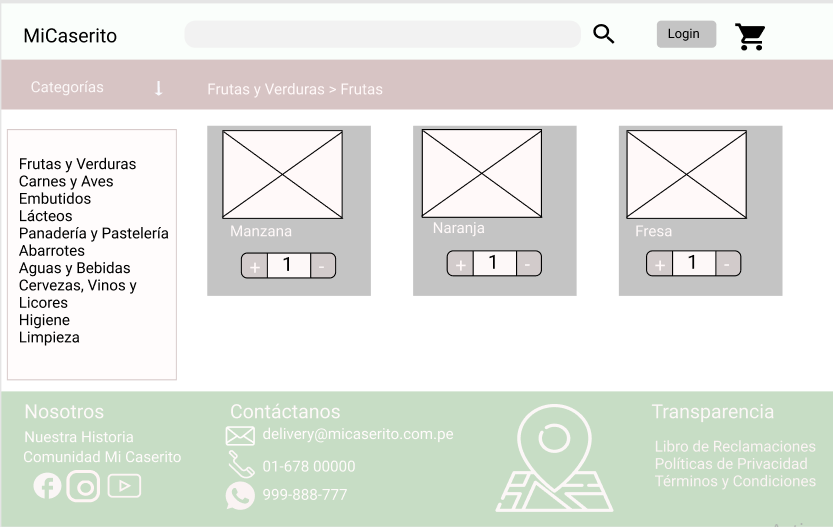 MiCaserito
Login
Categorías
Frutas y Verduras > Frutas
Frutas y Verduras
Carnes y Aves
Embutidos
Lácteos
Panadería y Pastelería
Abarrotes
Aguas y Bebidas
Cervezas, Vinos y
Licores
Higiene
Limpieza
Manzana
+ 1 -
Naranja
+ 1 -
Fresa
+ 1 -
Nosotros
Nuestra Historia
Comunidad Mi Caserito
Contáctanos
delivery@micaserito.com.pe
01-678 00000
999-888-777
Transparencia
Libro de Reclamaciones
Políticas de Privacidad
Términos y Condiciones